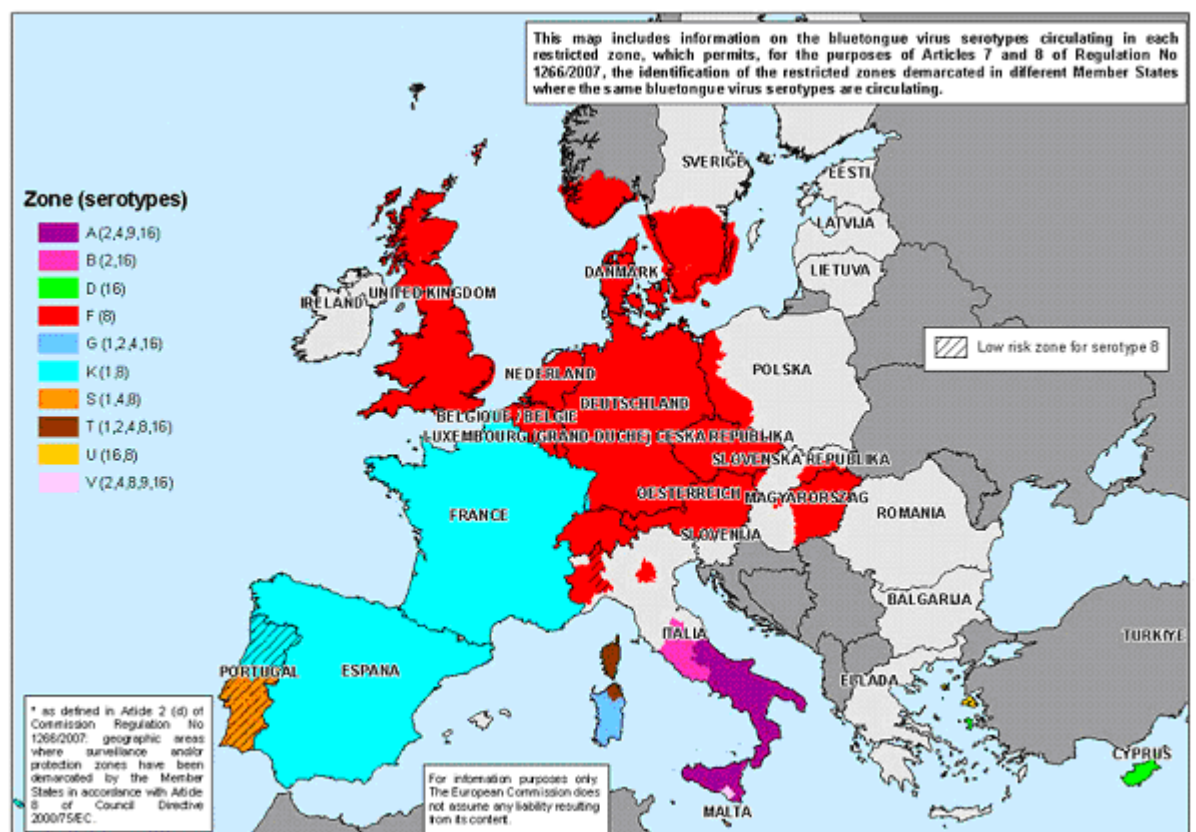 This map includes information on the bluetongue virus serotypes circulating in each
restricted zone, which permits, for the purposes of Articles 7 and 8 of Regulation No
1266/2007, the identification of the restricted zones demarcated in different Member States
where the same bluetongue virus serotypes are circulating.
SVERIGE
EESTI
LATVIJA
LIETUVA
DANMARK
Zone (serotypes)
A (2,4,9,16)
B (2,16)
D (16)
F (8)
G (1,2,4,16)
K (1,8)
S (1,4,8)
T (1,2,4,8,16)
U (16,8)
V (2,4,8,9,16)
IRELAND
UNITED KINGDOM
Low risk zone for serotype 8
NEDERLAND
POLSKA
DEUTSCHLAND
BELGIQUE / BELGIE
LUXEMBOURG (GRAND-DUCHE)
CESKA REPUBLIKA
SLOVENSKA REPUBLIKA
OESTERREICH
MAGYARORSZAG
FRANCE
ROMANIA
SLOVENIJA
BALGARIJA
ITALIA
TURKIYE
PORTUGAL
ESPANA
ELLADA
CYPRUS
MALTA
* as defined in Article 2 (d) of
Commission Regulation No
1266/2007: geographic areas
where surveillance and/or
protection zones have been
demarcated by the Member
States in accordance with Article
8 of Council Directive
2000/75/EC.
For information purposes only.
The European Commission does
not assume any liability resulting
from its content.